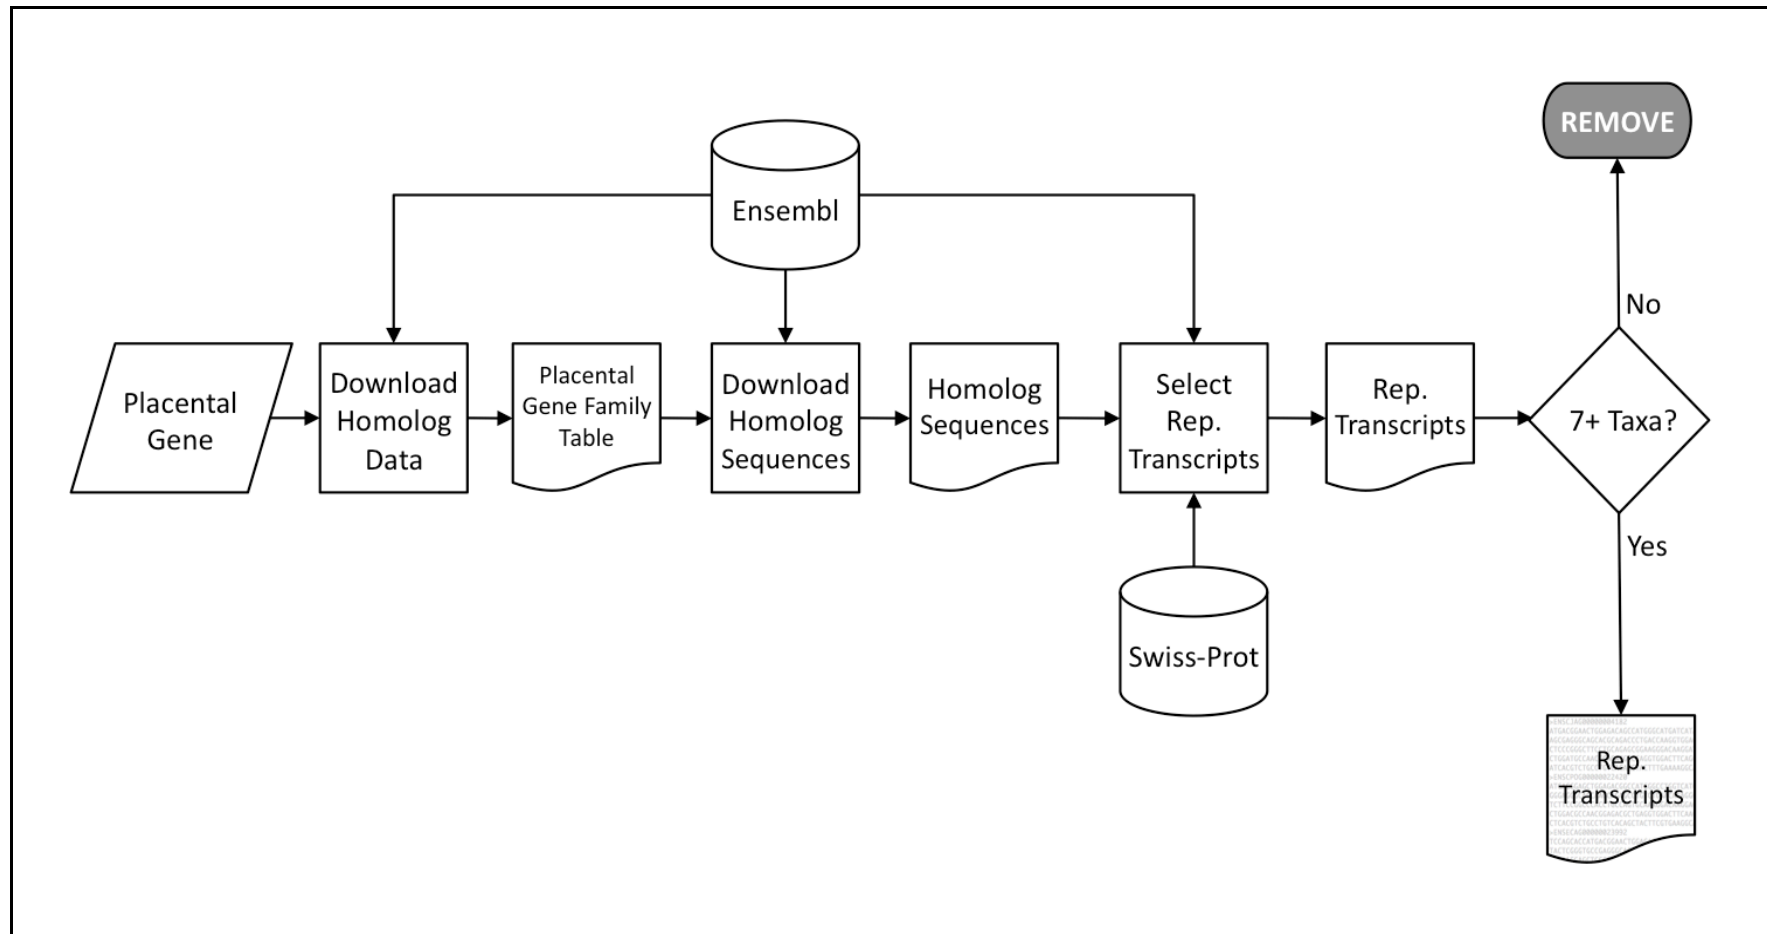 REMOVE
Ensembl
No
Placental
Gene
Download
Homolog
Data
Placental
Gene Family
Table
Download
Homolog
Sequences
Homolog
Sequences
Select
Rep.
Transcripts
Rep.
Transcripts
7+ Taxa?
Yes
Swiss-Prot
Rep.
Transcripts